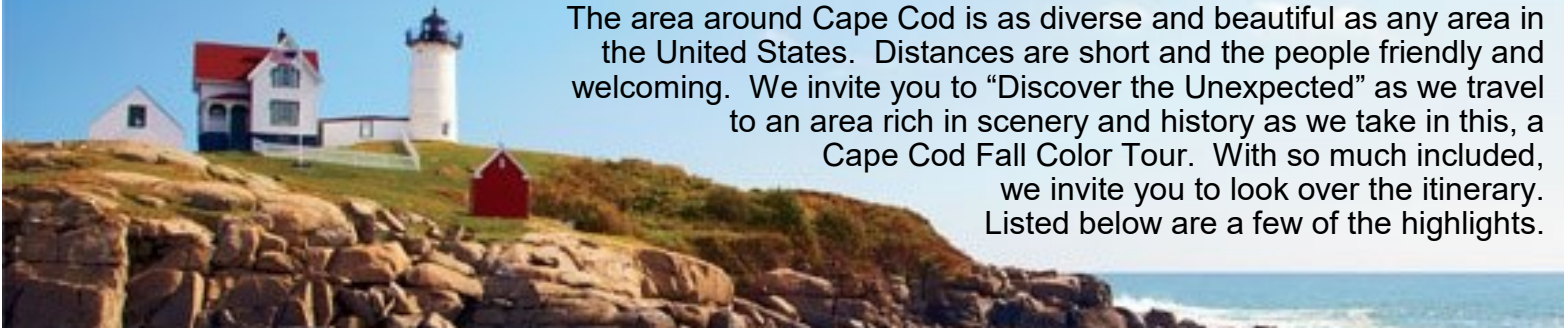 The area around Cape Cod is as diverse and beautiful as any area in
the United States.  Distances are short and the people friendly and
welcoming.  We invite you to “Discover the Unexpected” as we travel
to an area rich in scenery and history as we take in this, a
Cape Cod Fall Color Tour.  With so much included,
we invite you to look over the itinerary.
Listed below are a few of the highlights.